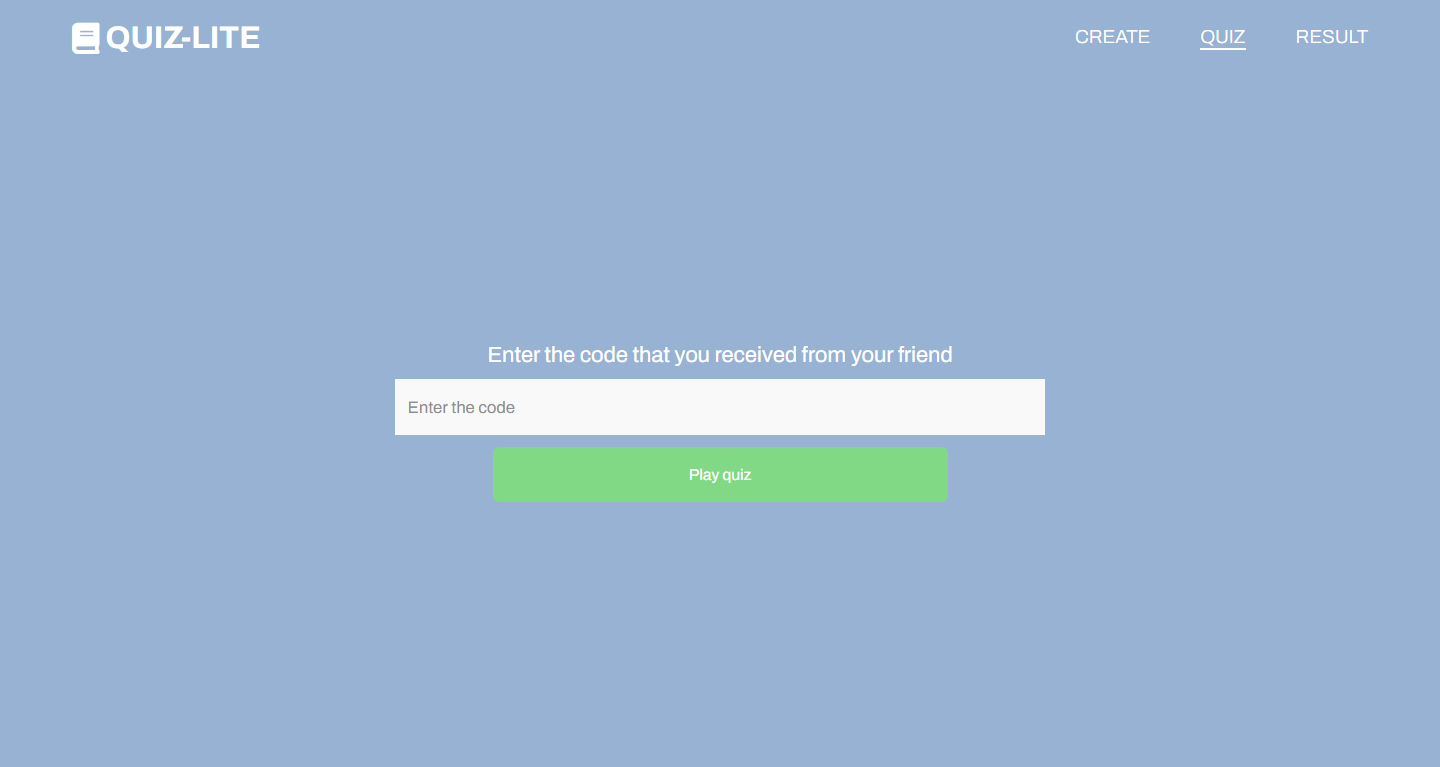 QUIZ-LITE
CREATE QUIZ RESULT
Enter the code that you received from your friend
Enter the code
Play quiz